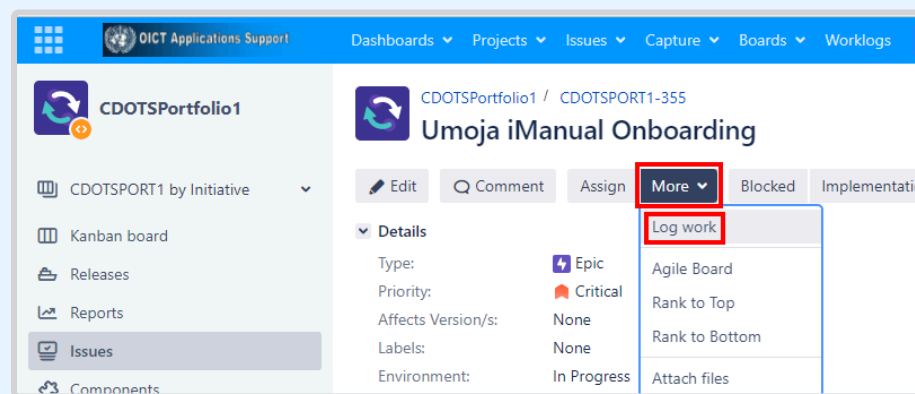 OICT Applications Support
Dashboards Projects Issues Capture Boards Worklogs
CDOTSPortfolio1
CDOTSPortfolio1 / CDOTSPORT1-355
Umoja iManual Onboarding
CDOTSPORT1 by Initiative
Kanban board
Releases
Reports
Issues
Components
Edit Comment Assign More Blocked Implementati
Details
Type: Epic
Priority: Critical
Affects Version/s: None
Labels: None
Environment: In Progress
Log work
Agile Board
Rank to Top
Rank to Bottom
Attach files